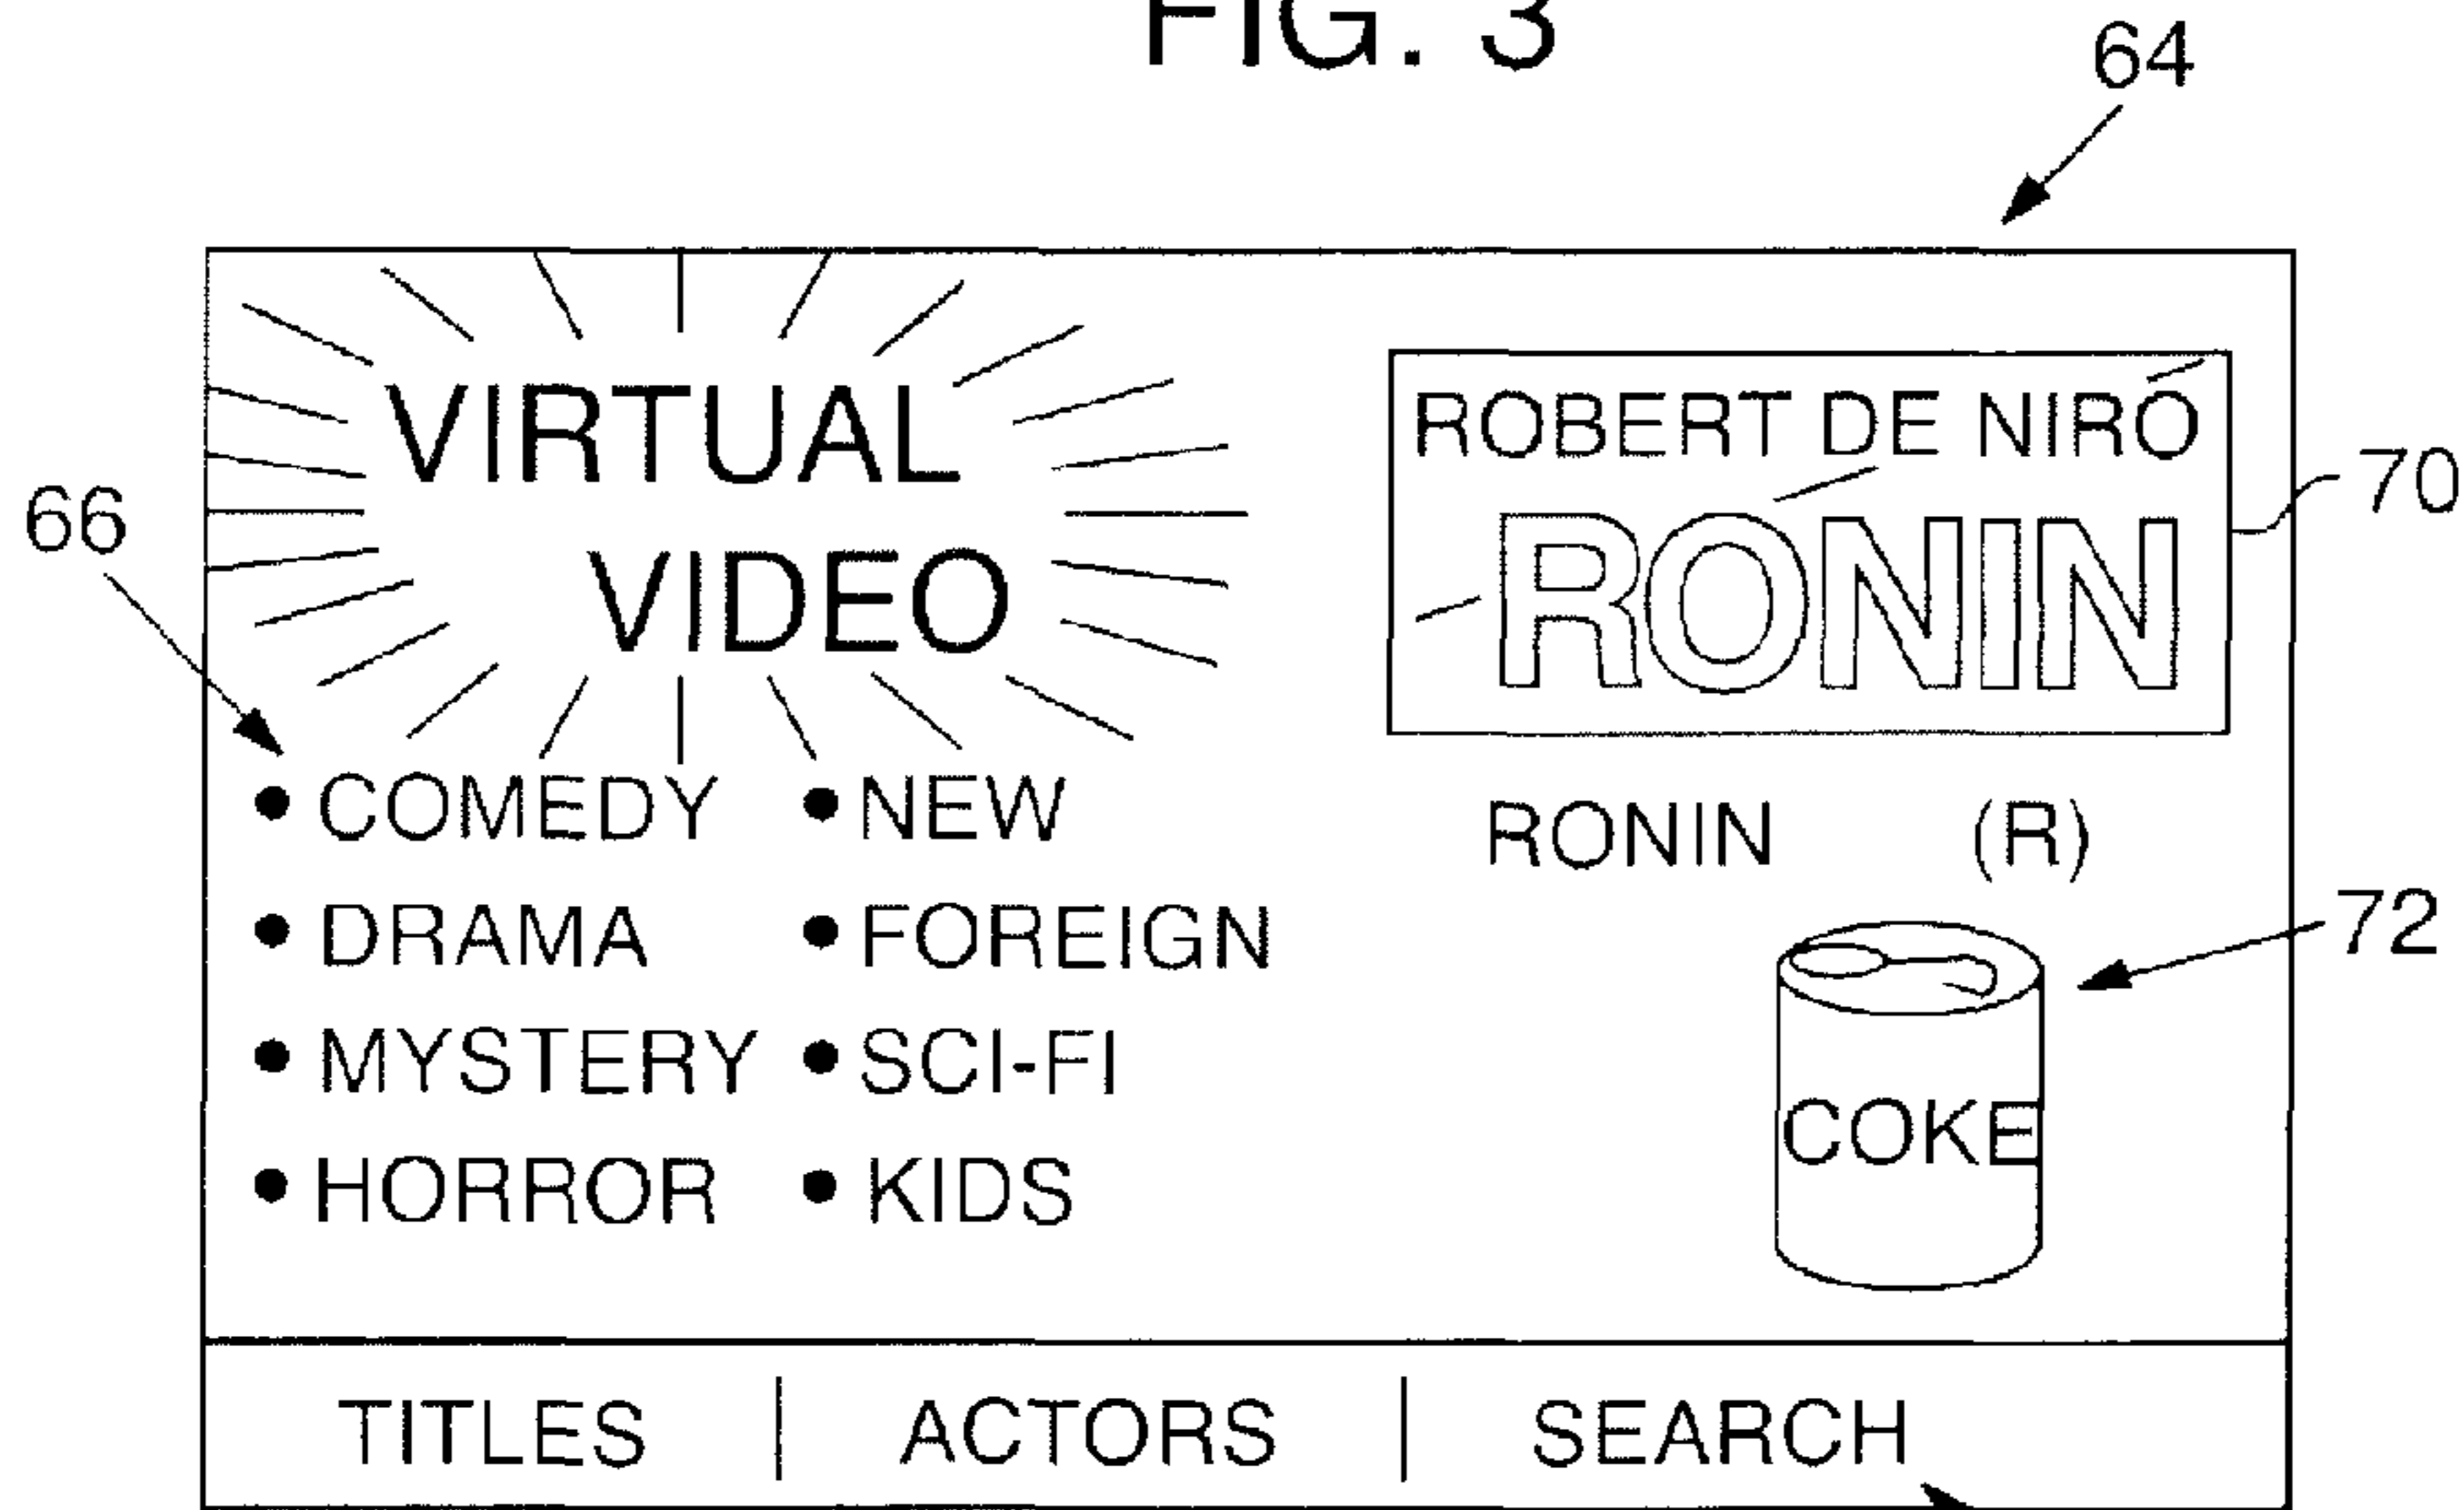 FIG. 3
64
VIRTUAL
VIDEO
66
ROBERT DE NIRO
RONIN
70
RONIN (R)
72
COKE
• COMEDY • NEW
• DRAMA • FOREIGN
• MYSTERY • SCI-FI
• HORROR • KIDS
TITLES | ACTORS | SEARCH